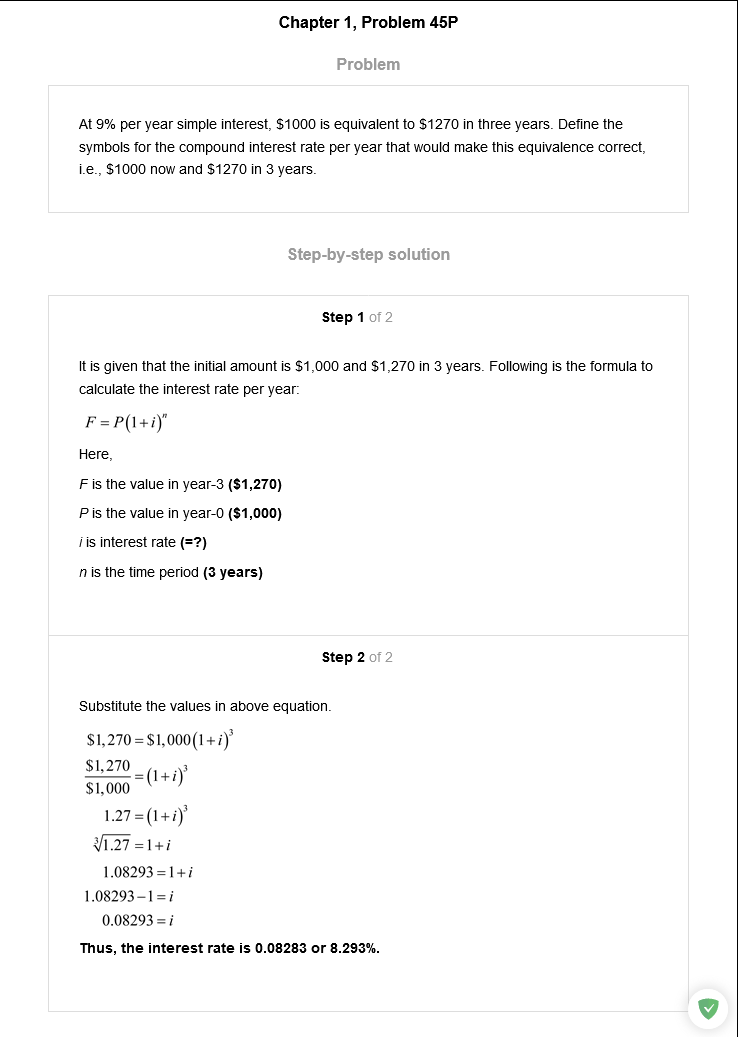 Chapter 1, Problem 45P
Problem
At 9% per year simple interest, $1000 is equivalent to $1270 in three years. Define the
symbols for the compound interest rate per year that would make this equivalence correct,
i.e., $1000 now and $1270 in 3 years.
Step-by-step solution
Step 1 of 2
It is given that the initial amount is $1,000 and $1,270 in 3 years. Following is the formula to
calculate the interest rate per year:
F = P(1+i)ⁿ
Here,
F is the value in year-3 ($1,270)
P is the value in year-0 ($1,000)
i is interest rate (=?)
n is the time period (3 years)
Step 2 of 2
Substitute the values in above equation.
$1,270 = $1,000(1+i)³
$1,270/$1,000 = (1+i)³
1.27 = (1+i)³
∛1.27 = 1+i
1.08293 = 1+i
1.08293−1 = i
0.08293 = i
Thus, the interest rate is 0.08283 or 8.293%.